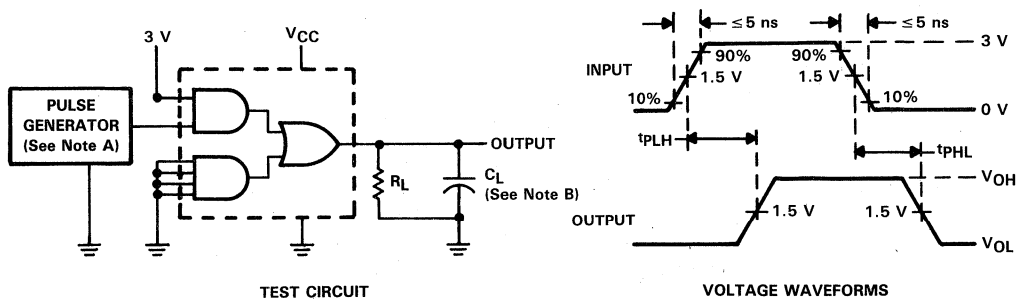 3 V
VCC
PULSE
GENERATOR
(See Note A)
OUTPUT
RL
CL
(See Note B)
TEST CIRCUIT
≤5 ns
≤5 ns
3 V
90%
90%
INPUT
1.5 V
1.5 V
10%
10%
0 V
tPLH
tPHL
VOH
OUTPUT
1.5 V
1.5 V
VOL
VOLTAGE WAVEFORMS